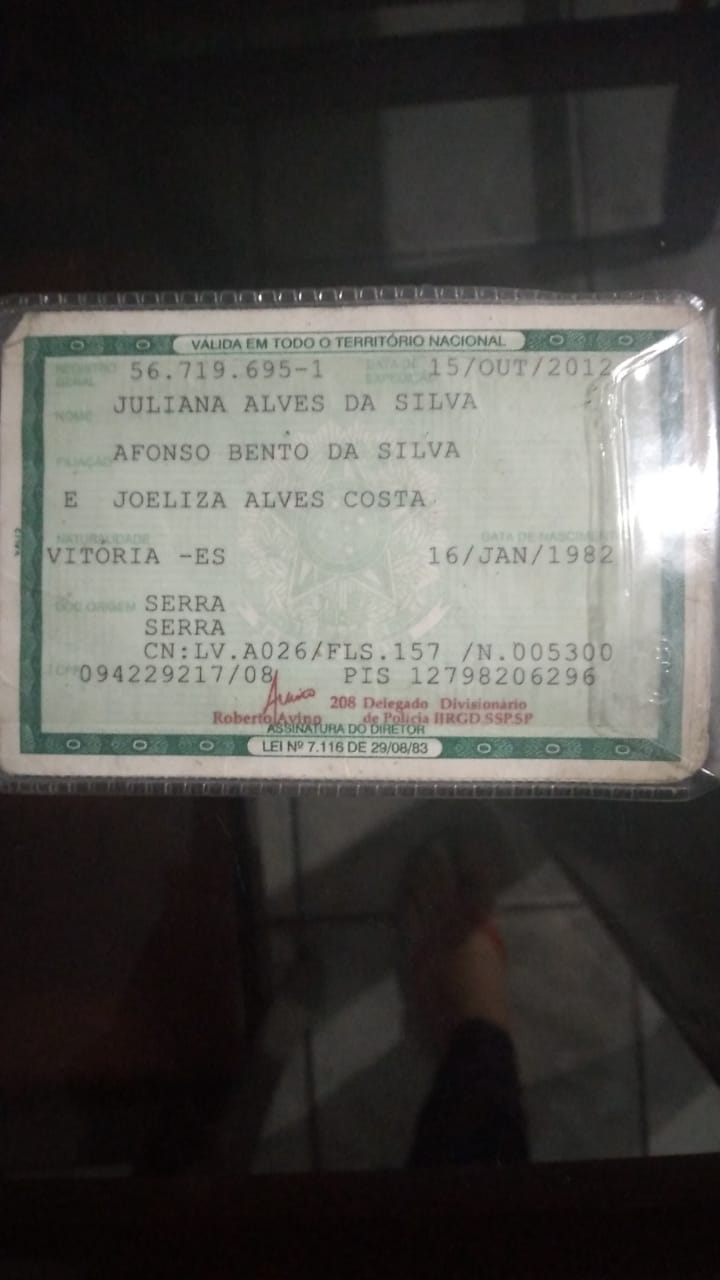 VÁLIDA EM TODO O TERRITÓRIO NACIONAL
REGISTRO GERAL 56.719.695-1 DATA DE EXPEDIÇÃO 15/OUT/2012
NOME JULIANA ALVES DA SILVA
FILIAÇÃO AFONSO BENTO DA SILVA
E JOELIZA ALVES COSTA
NATURALIDADE DATA DE NASCIMENTO
VITÓRIA -ES 16/JAN/1982
DOC ORIGEM SERRA
SERRA
CN:LV.A026/FLS.157 /N.005300
CPF 094229217/08 PIS 12798206296
208 Delegado Divisionário
Roberto Avino de Polícia IIRGD.SSP.SP
ASSINATURA DO DIRETOR
LEI Nº 7.116 DE 29/08/83